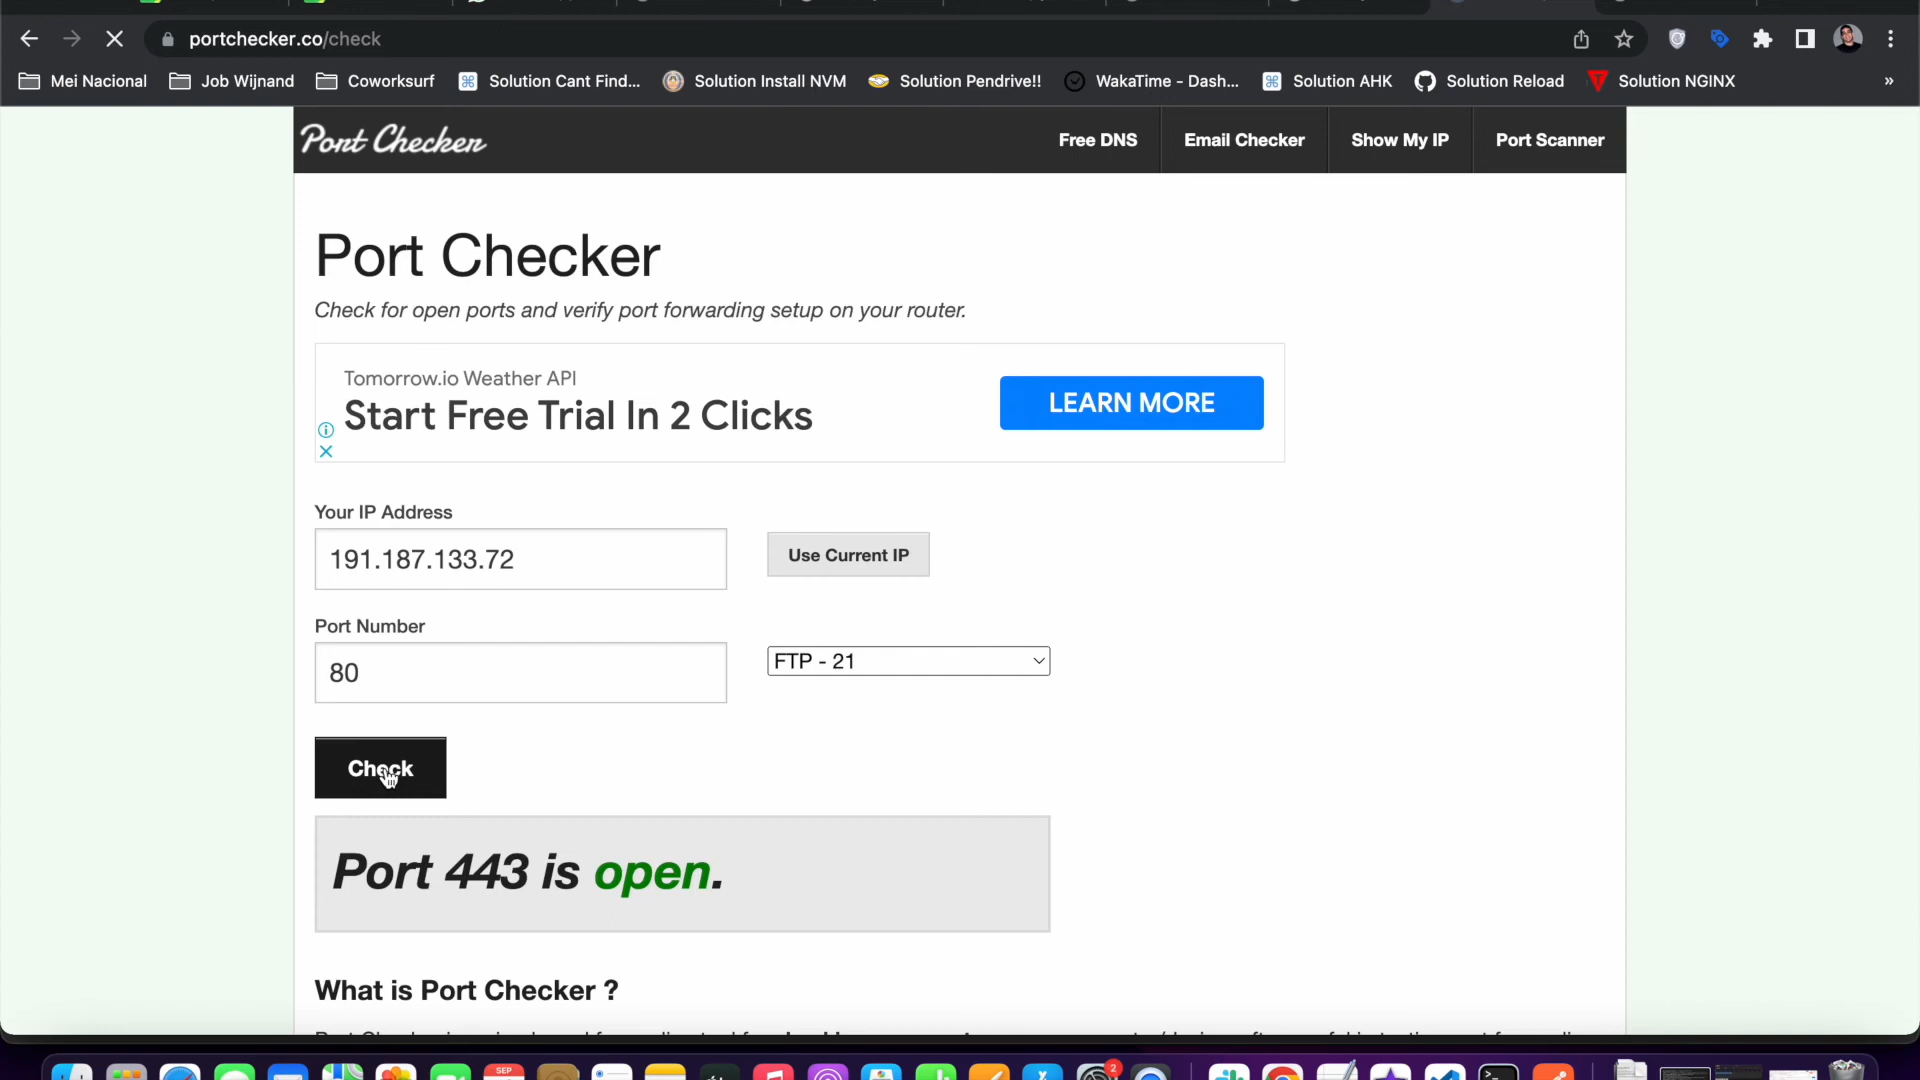 portchecker.co/check
Mei Nacional Job Wijnand Coworksurf Solution Cant Find... Solution Install NVM Solution Pendrive!! WakaTime - Dash... Solution AHK Solution Reload Solution NGINX »
Port Checker Free DNS Email Checker Show My IP Port Scanner
Port Checker
Check for open ports and verify port forwarding setup on your router.
Tomorrow.io Weather API
Start Free Trial In 2 Clicks
LEARN MORE
Your IP Address
191.187.133.72 Use Current IP
Port Number
80 FTP - 21
Check
Port 443 is open.
What is Port Checker ?
SEP 2